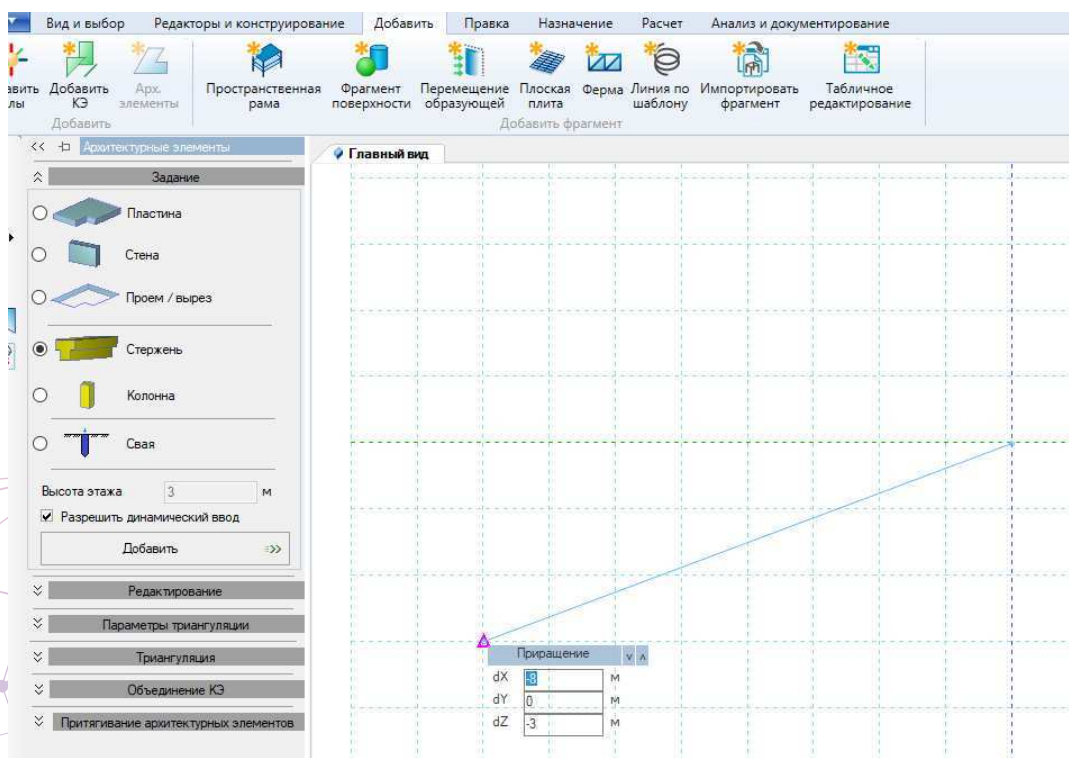 Вид и выбор Редакторы и конструирование Добавить Правка Назначение Расчет Анализ и документирование
авить Добавить Арх. Пространственная Фрагмент Перемещение Плоская Ферма Линия по Импортировать Табличное
лы КЭ элементы рама поверхности образующей плита шаблону фрагмент редактирование
Добавить Добавить фрагмент
<< Архитектурные элементы
Главный вид
Задание
Пластина
Стена
Проем / вырез
Стержень
Колонна
Свая
Высота этажа 3 м
Разрешить динамический ввод
Добавить
Редактирование
Параметры триангуляции
Триангуляция
Объединение КЭ
Притягивание архитектурных элементов
Приращение
dX -8 м
dY 0 м
dZ -3 м